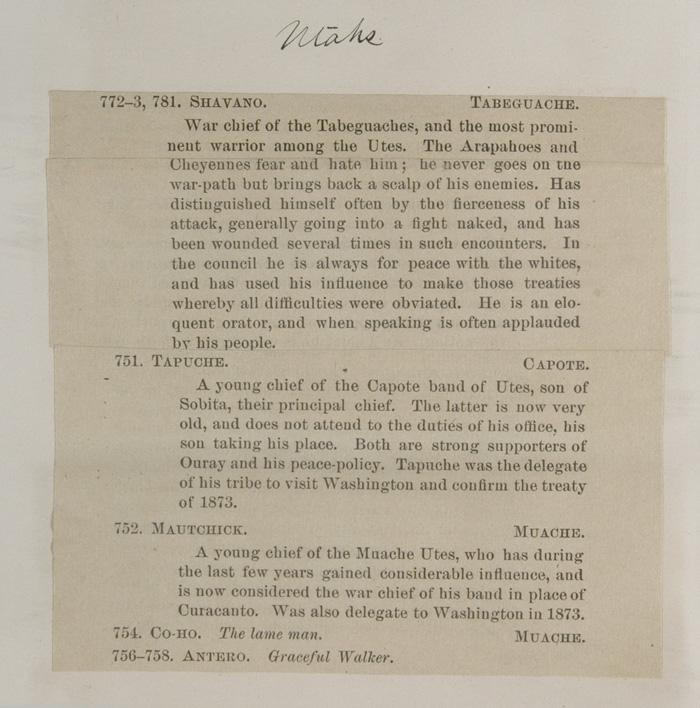 Utahs
772–3, 781. SHAVANO. TABEGUACHE.
War chief of the Tabeguaches, and the most promi-
nent warrior among the Utes. The Arapahoes and
Cheyennes fear and hate him; he never goes on the
war-path but brings back a scalp of his enemies. Has
distinguished himself often by the fierceness of his
attack, generally going into a fight naked, and has
been wounded several times in such encounters. In
the council he is always for peace with the whites,
and has used his influence to make those treaties
whereby all difficulties were obviated. He is an elo-
quent orator, and when speaking is often applauded
by his people.
751. TAPUCHE. CAPOTE.
A young chief of the Capote band of Utes, son of
Sobita, their principal chief. The latter is now very
old, and does not attend to the duties of his office, his
son taking his place. Both are strong supporters of
Ouray and his peace-policy. Tapuche was the delegate
of his tribe to visit Washington and confirm the treaty
of 1873.
752. MAUTCHICK. MUACHE.
A young chief of the Muache Utes, who has during
the last few years gained considerable influence, and
is now considered the war chief of his band in place of
Curacanto. Was also delegate to Washington in 1873.
754. CO-HO. The lame man. MUACHE.
756–758. ANTERO. Graceful Walker.